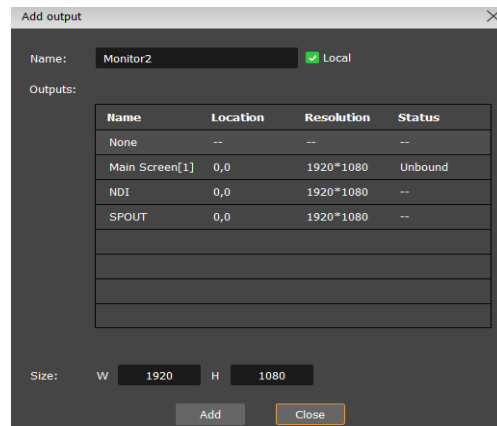 Add output
Name: Monitor2 Local
Outputs:
Name Location Resolution Status
None -- -- --
Main Screen[1] 0,0 1920*1080 Unbound
NDI 0,0 1920*1080 --
SPOUT 0,0 1920*1080 --
Size: W 1920 H 1080
Add Close